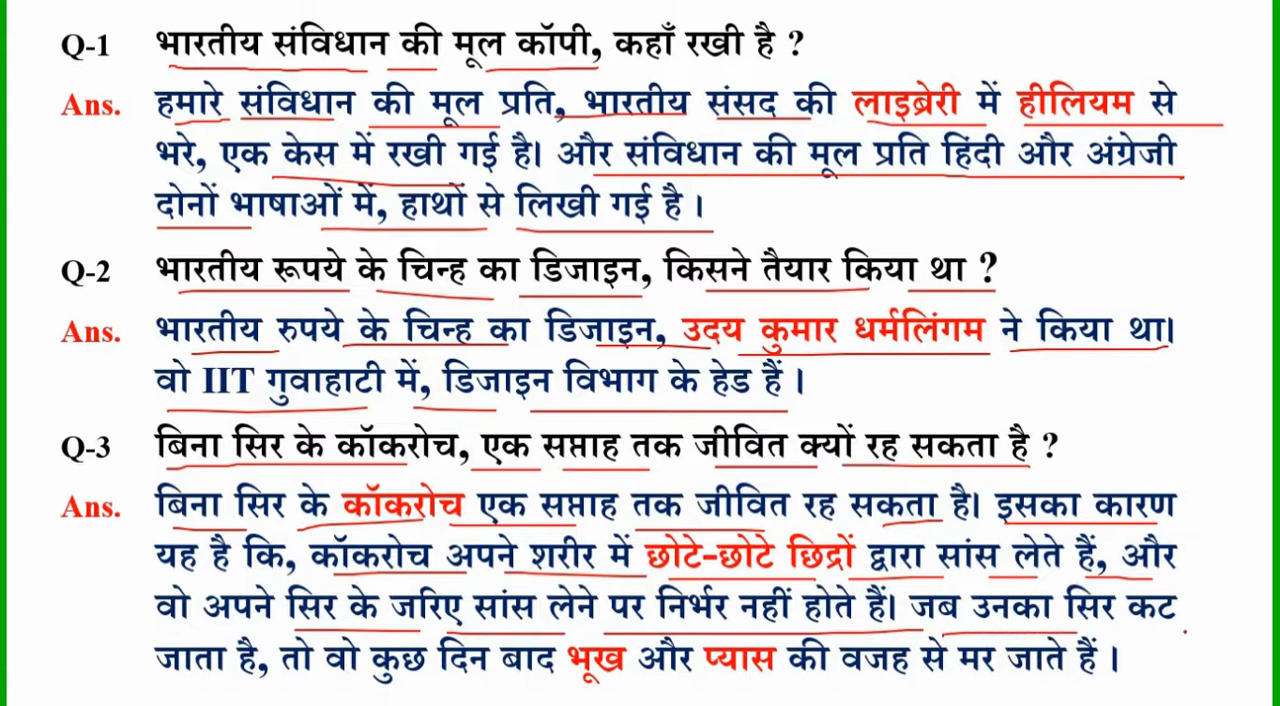 Q-1 भारतीय संविधान की मूल कॉपी, कहाँ रखी है ?
Ans. हमारे संविधान की मूल प्रति, भारतीय संसद की लाइब्रेरी में हीलियम से
भरे, एक केस में रखी गई है। और संविधान की मूल प्रति हिंदी और अंग्रेजी
दोनों भाषाओं में, हाथों से लिखी गई है ।
Q-2 भारतीय रूपये के चिन्ह का डिजाइन, किसने तैयार किया था ?
Ans. भारतीय रुपये के चिन्ह का डिजाइन, उदय कुमार धर्मलिंगम ने किया था।
वो IIT गुवाहाटी में, डिजाइन विभाग के हेड हैं ।
Q-3 बिना सिर के कॉकरोच, एक सप्ताह तक जीवित क्यों रह सकता है ?
Ans. बिना सिर के कॉकरोच एक सप्ताह तक जीवित रह सकता है। इसका कारण
यह है कि, कॉकरोच अपने शरीर में छोटे-छोटे छिद्रों द्वारा सांस लेते हैं, और
वो अपने सिर के जरिए सांस लेने पर निर्भर नहीं होते हैं। जब उनका सिर कट
जाता है, तो वो कुछ दिन बाद भूख और प्यास की वजह से मर जाते हैं ।